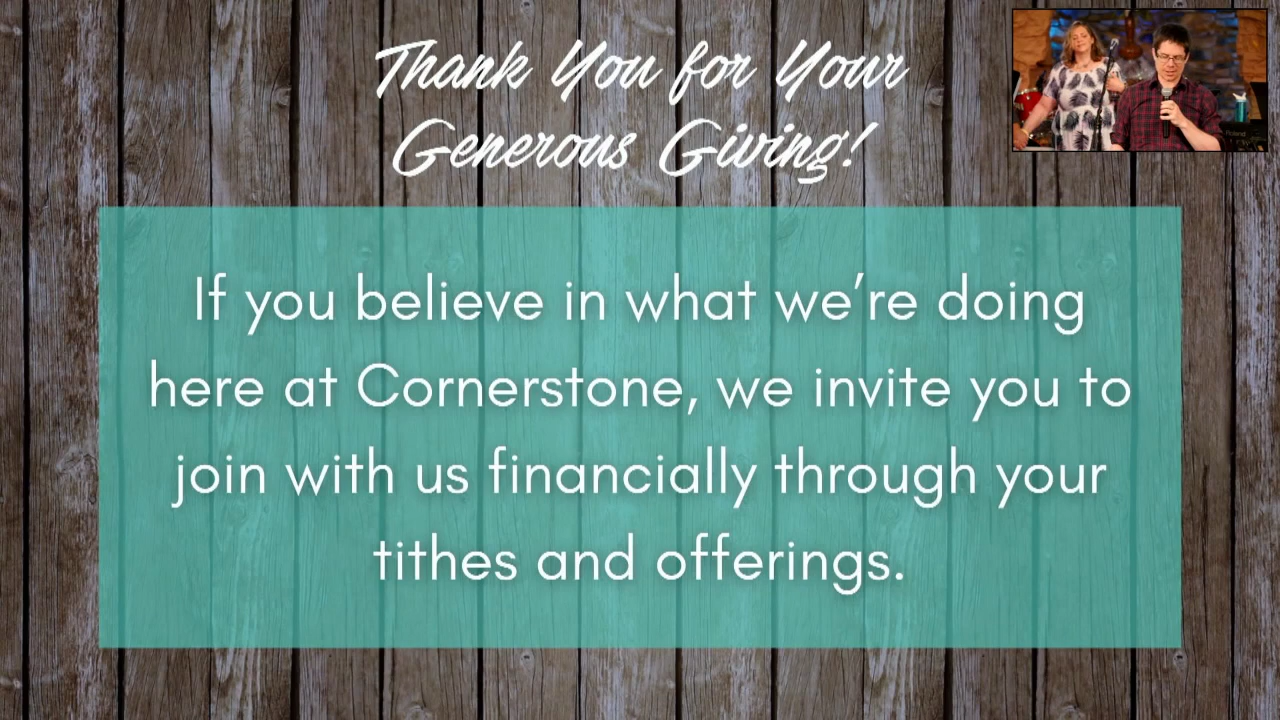 Thank You for Your
Generous Giving!
If you believe in what we’re doing
here at Cornerstone, we invite you to
join with us financially through your
tithes and offerings.
Roland